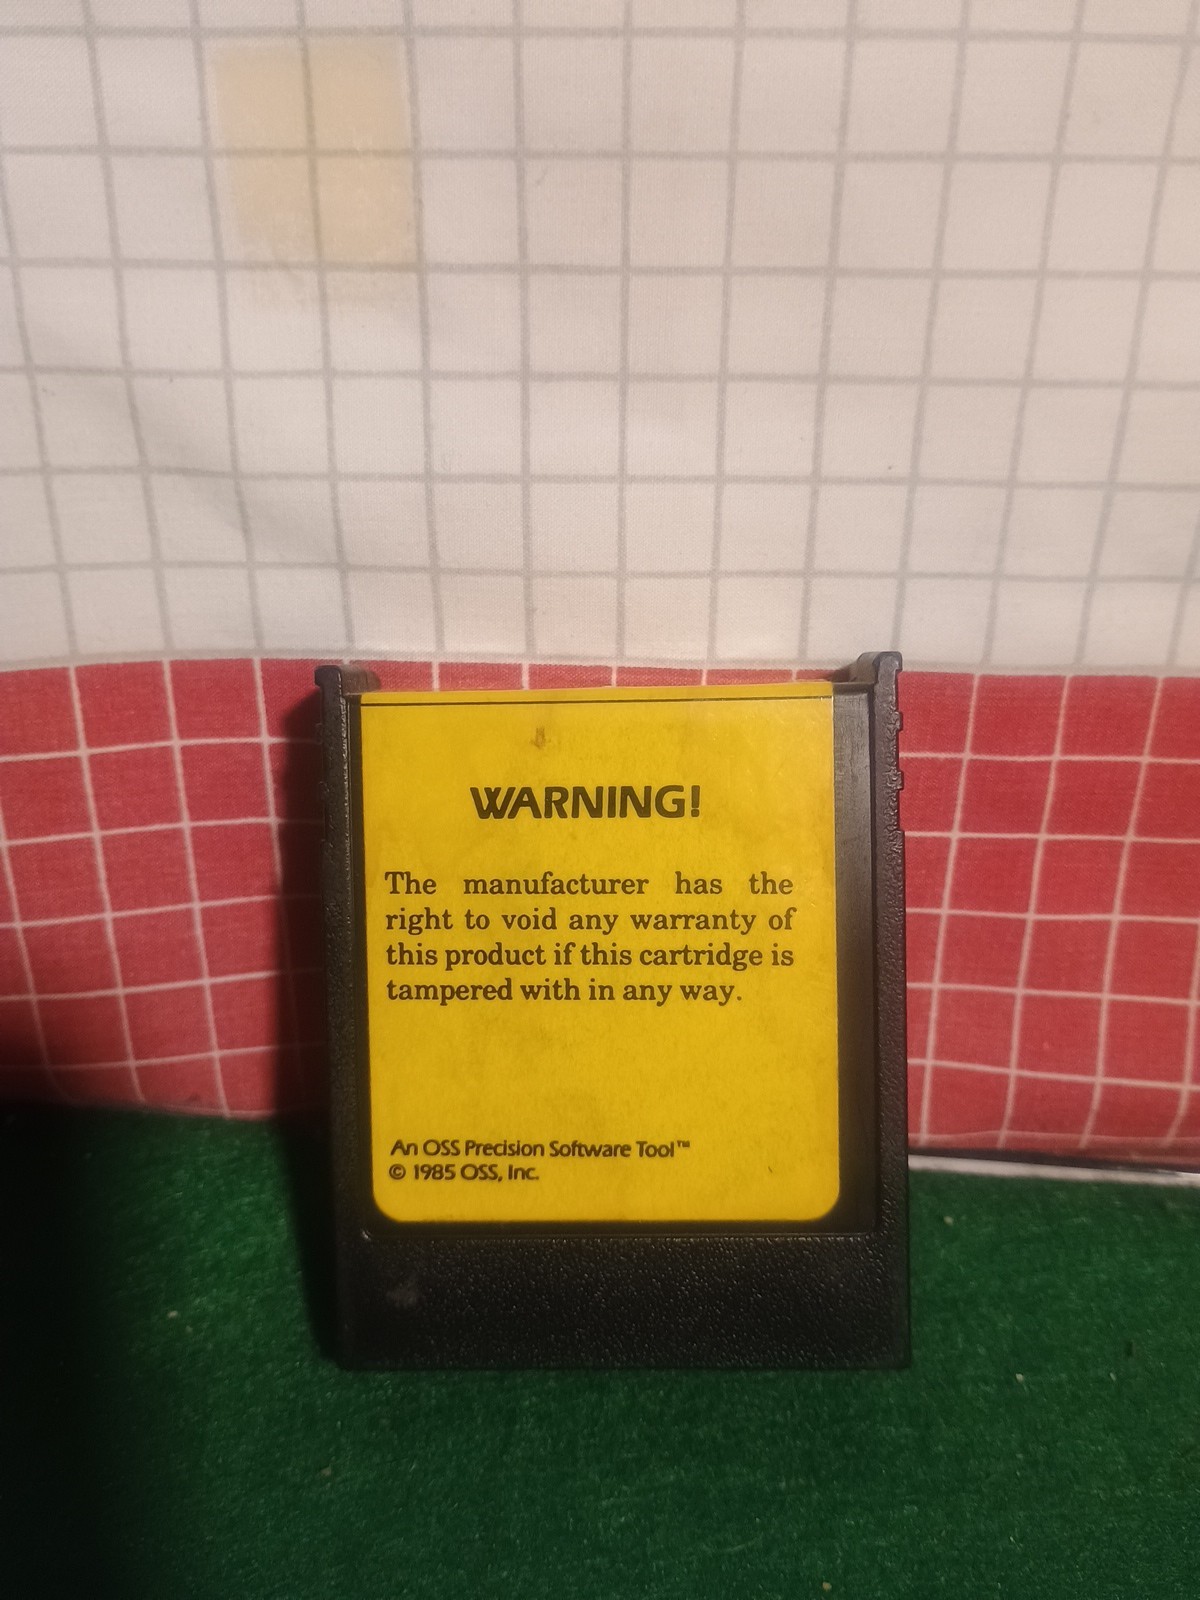 WARNING!
The manufacturer has the
right to void any warranty of
this product if this cartridge is
tampered with in any way.
An OSS Precision Software Tool™
© 1985 OSS, Inc.